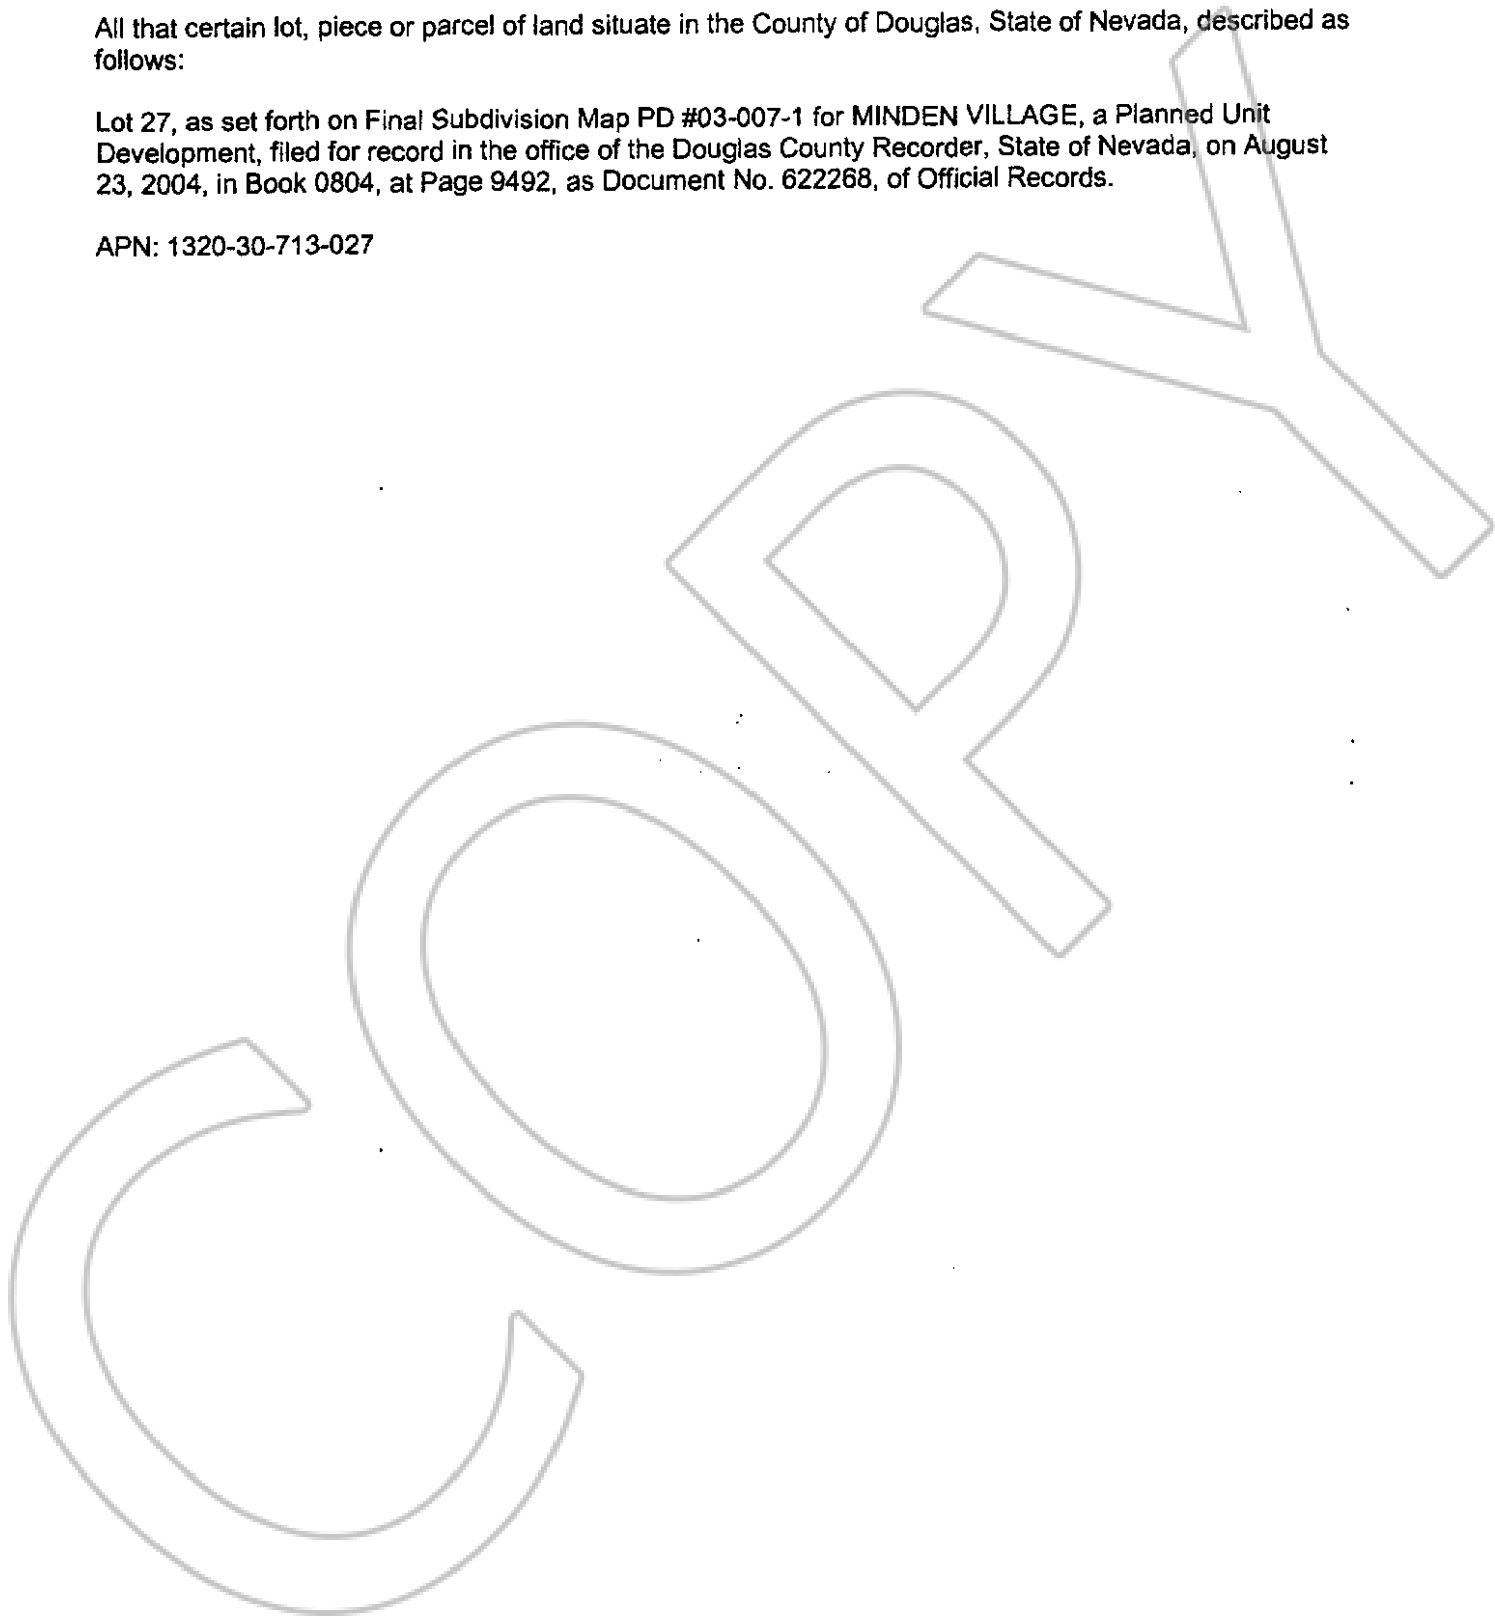 All that certain lot, piece or parcel of land situate in the County of Douglas, State of Nevada, described as
follows:
Lot 27, as set forth on Final Subdivision Map PD #03-007-1 for MINDEN VILLAGE, a Planned Unit
Development, filed for record in the office of the Douglas County Recorder, State of Nevada, on August
23, 2004, in Book 0804, at Page 9492, as Document No. 622268, of Official Records.
APN: 1320-30-713-027
COPY